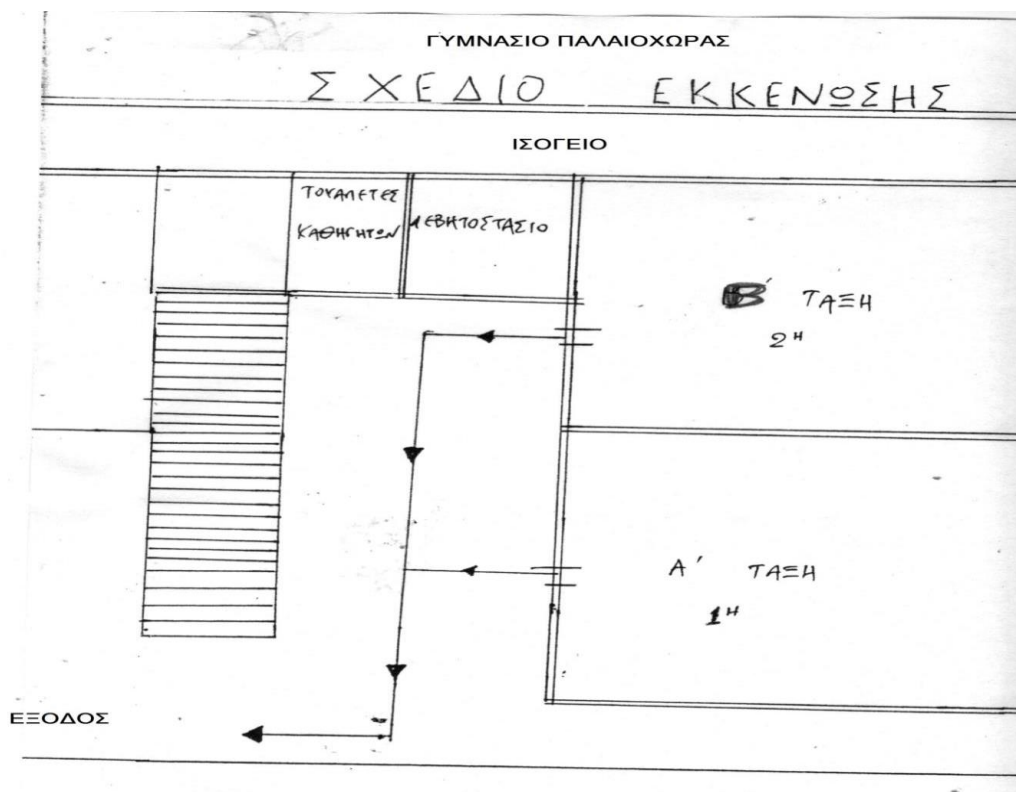 ΓΥΜΝΑΣΙΟ ΠΑΛΑΙΟΧΩΡΑΣ
ΣΧΕΔΙΟ ΕΚΚΕΝΩΣΗΣ
ΙΣΟΓΕΙΟ
ΤΟΥΑΛΕΤΕΣ
ΚΑΘΗΓΗΤΩΝ
ΛΕΒΗΤΟΣΤΑΣΙΟ
Β΄ ΤΑΞΗ
2Η
Α΄ ΤΑΞΗ
1Η
ΕΞΟΔΟΣ